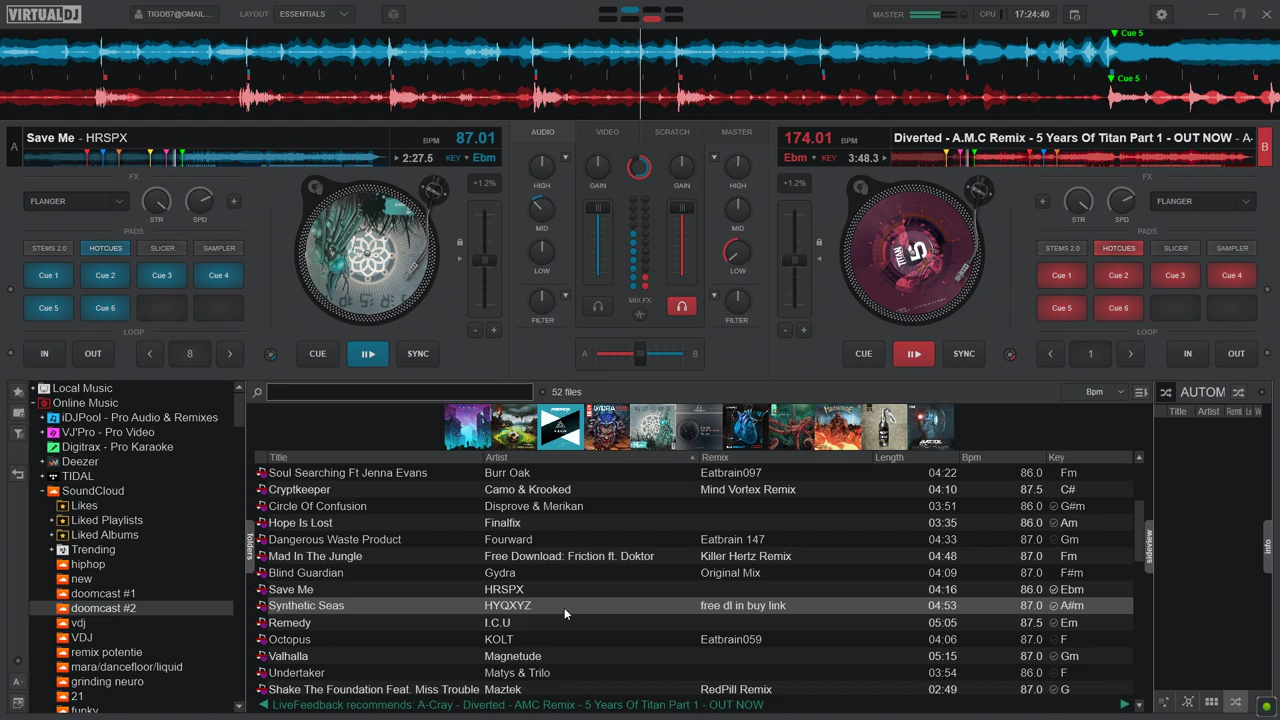 VIRTUALDJ
TIGO87@GMAIL...
LAYOUT ESSENTIALS
MASTER
CPU
17:24:40
Cue 5
Cue 5
A
Save Me - HRSPX
BPM 87.01
2:27.5 KEY Ebm
AUDIO VIDEO SCRATCH MASTER
174.01 BPM
Ebm KEY 3:48.3
Diverted - A.M.C Remix - 5 Years Of Titan Part 1 - OUT NOW - A-
B
FX
FLANGER
STR SPD
+
PADS
STEMS 2.0 HOTCUES SLICER SAMPLER
Cue 1 Cue 2 Cue 3 Cue 4
Cue 5 Cue 6
LOOP
IN OUT < 8 >
CUE SYNC
+1.2%
- +
HIGH
MID
LOW
FILTER
GAIN GAIN
MIX FX
A B
HIGH
MID
LOW
FILTER
+1.2%
- +
FX
+
STR SPD
FLANGER
PADS
STEMS 2.0 HOTCUES SLICER SAMPLER
Cue 1 Cue 2 Cue 3 Cue 4
Cue 5 Cue 6
LOOP
CUE SYNC
< 1 > IN OUT
Local Music
Online Music
iDJPool - Pro Audio & Remixes
VJ'Pro - Pro Video
Digitrax - Pro Karaoke
Deezer
TIDAL
SoundCloud
Likes
Liked Playlists
Liked Albums
Trending
hiphop
new
doomcast #1
doomcast #2
vdj
VDJ
remix potentie
mara/dancefloor/liquid
grinding neuro
21
funky
folders
52 files
Bpm
Title Artist Remix Length Bpm Key
Soul Searching Ft Jenna Evans Burr Oak Eatbrain097 04:22 86.0 Fm
Cryptkeeper Camo & Krooked Mind Vortex Remix 04:10 87.5 C#
Circle Of Confusion Disprove & Merikan 03:51 86.0 G#m
Hope Is Lost Finalfix 03:35 86.0 Am
Dangerous Waste Product Fourward Eatbrain 147 04:33 87.0 Gm
Mad In The Jungle Free Download: Friction ft. Doktor Killer Hertz Remix 04:48 87.0 Fm
Blind Guardian Gydra Original Mix 04:09 87.0 F#m
Save Me HRSPX 04:16 87.0 Ebm
Synthetic Seas HYQXYZ free dl in buy link 04:53 87.0 A#m
Remedy I.C.U 05:05 87.5 Em
Octopus KOLT Eatbrain059 04:06 87.0 F
Valhalla Magnetude 05:15 87.0 Gm
Undertaker Matys & Trilo 03:54 86.0 F
Shake The Foundation Feat. Miss Trouble Maztek RedPill Remix 02:49 87.0 G
LiveFeedback recommends: A-Cray - Diverted - AMC Remix - 5 Years Of Titan Part 1 - OUT NOW
sideview
AUTOM
Title Artist Remi L W
info
A